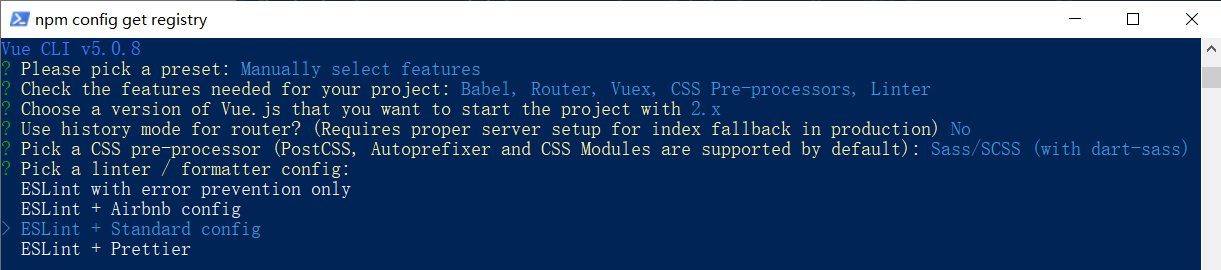 npm config get registry
Vue CLI v5.0.8
? Please pick a preset: Manually select features
? Check the features needed for your project: Babel, Router, Vuex, CSS Pre-processors, Linter
? Choose a version of Vue.js that you want to start the project with 2.x
? Use history mode for router? (Requires proper server setup for index fallback in production) No
? Pick a CSS pre-processor (PostCSS, Autoprefixer and CSS Modules are supported by default): Sass/SCSS (with dart-sass)
? Pick a linter / formatter config:
ESLint with error prevention only
ESLint + Airbnb config
> ESLint + Standard config
ESLint + Prettier